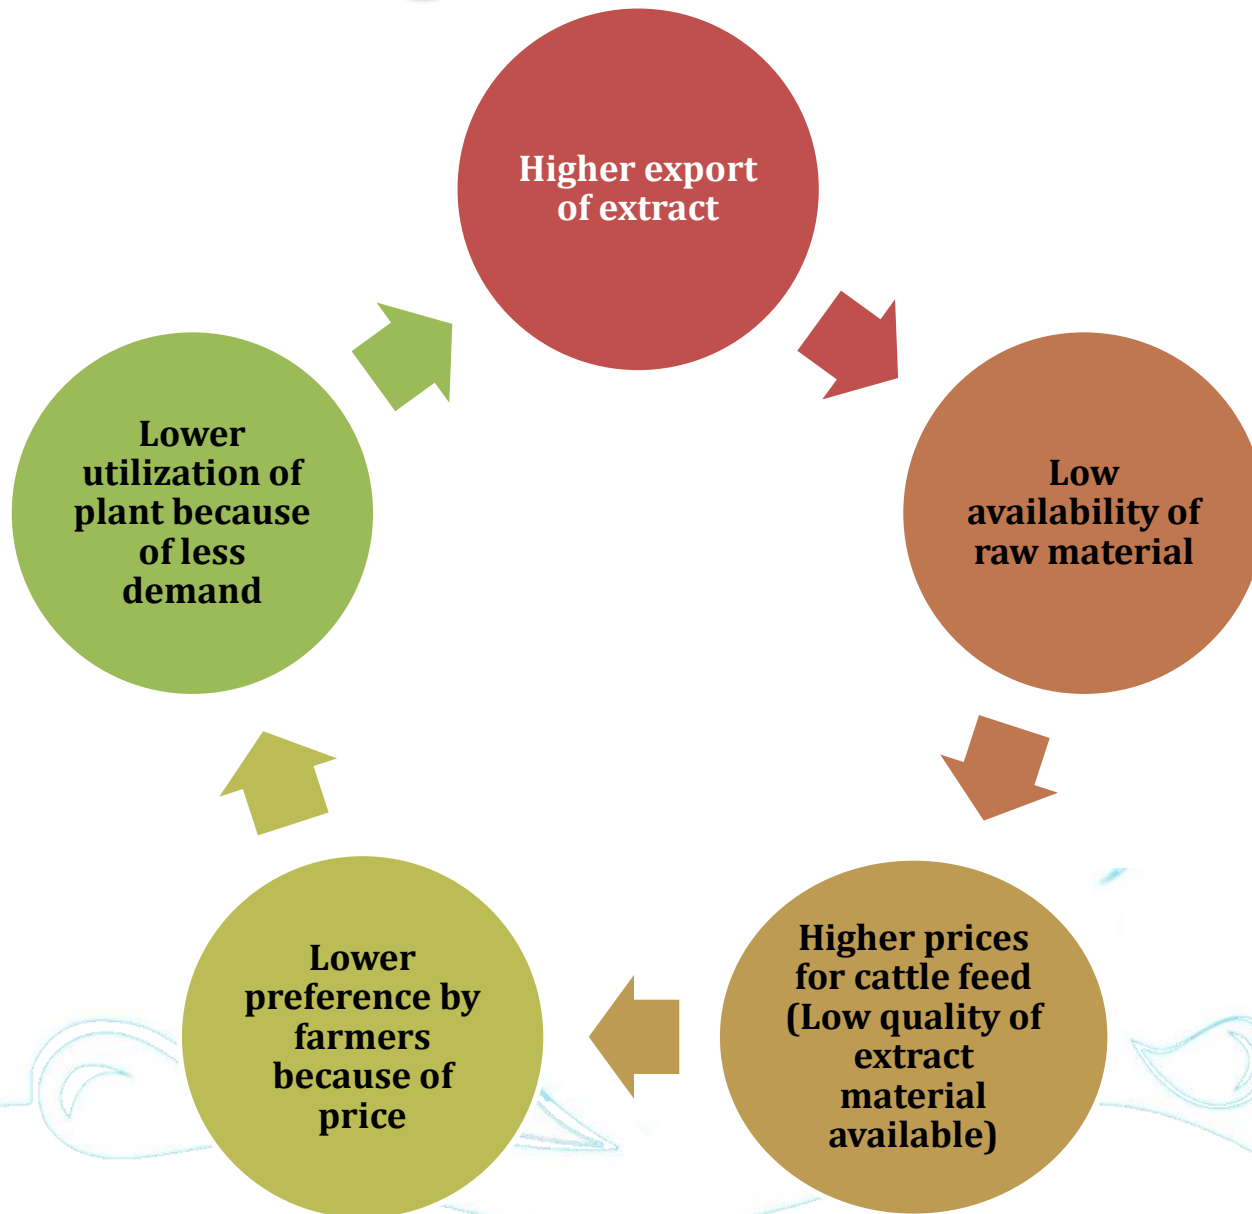 Higher export
of extract
Low
availability of
raw material
Higher prices
for cattle feed
(Low quality of
extract
material
available)
Lower
preference by
farmers
because of
price
Lower
utilization of
plant because
of less
demand